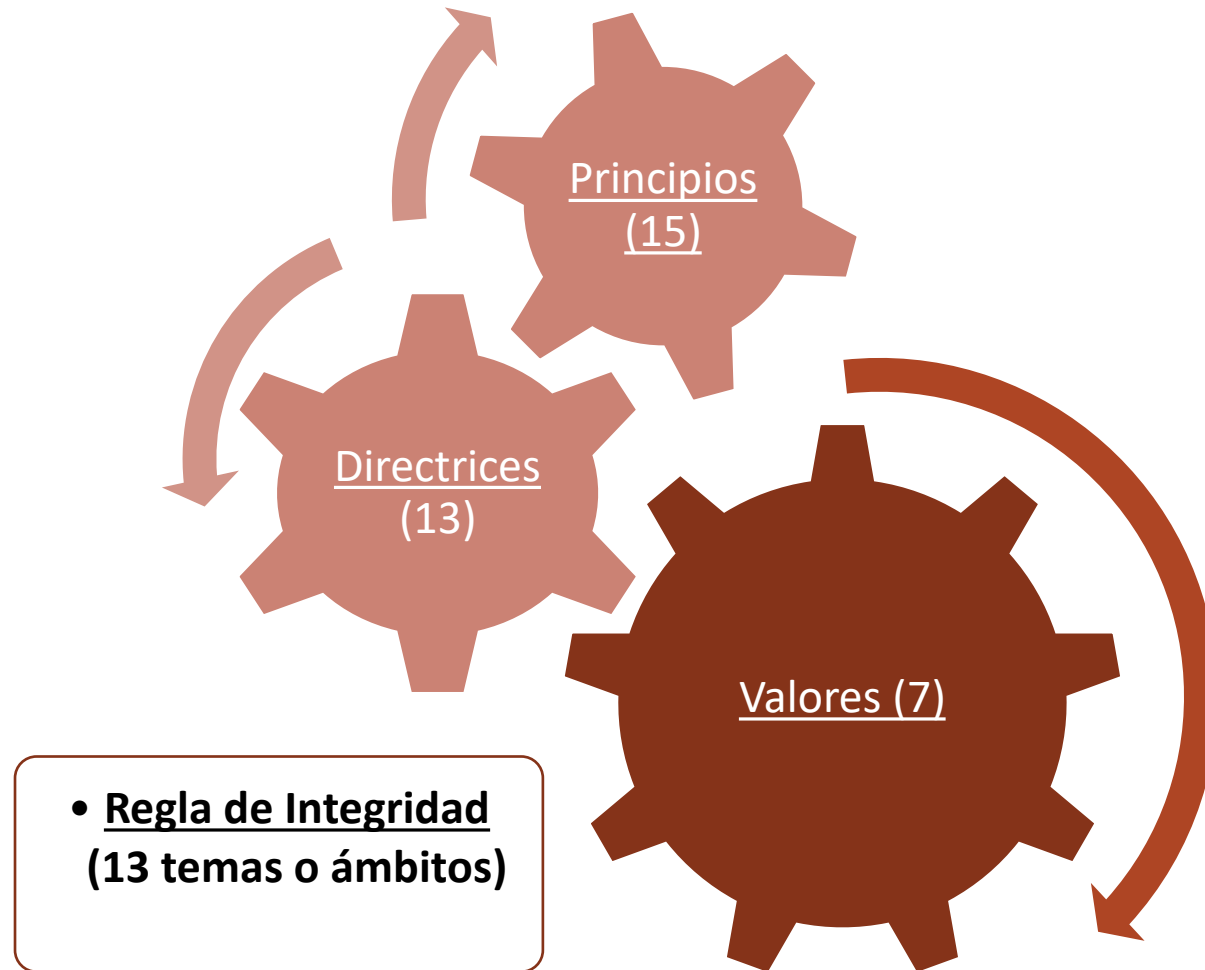 Principios
(15)
Directrices
(13)
Valores (7)
• Regla de Integridad
(13 temas o ámbitos)